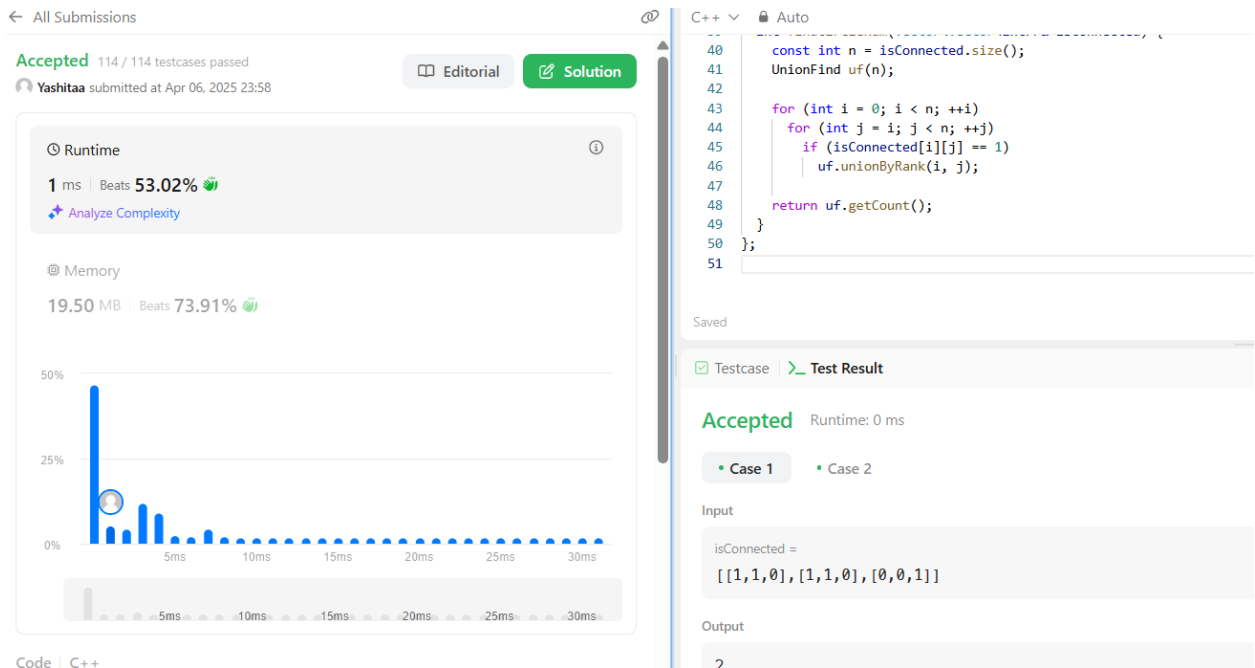 All Submissions
Accepted 114 / 114 testcases passed
Yashitaa submitted at Apr 06, 2025 23:58
Editorial
Solution
Runtime
1 ms Beats 53.02%
Analyze Complexity
Memory
19.50 MB Beats 73.91%
50%
25%
0%
5ms 10ms 15ms 20ms 25ms 30ms
5ms 10ms 15ms 20ms 25ms 30ms
Code C++
C++ Auto
40 const int n = isConnected.size();
41 UnionFind uf(n);
42
43 for (int i = 0; i < n; ++i)
44 for (int j = i; j < n; ++j)
45 if (isConnected[i][j] == 1)
46 uf.unionByRank(i, j);
47
48 return uf.getCount();
49 }
50 };
51
Saved
Testcase Test Result
Accepted Runtime: 0 ms
Case 1 Case 2
Input
isConnected =
[[1,1,0],[1,1,0],[0,0,1]]
Output
2